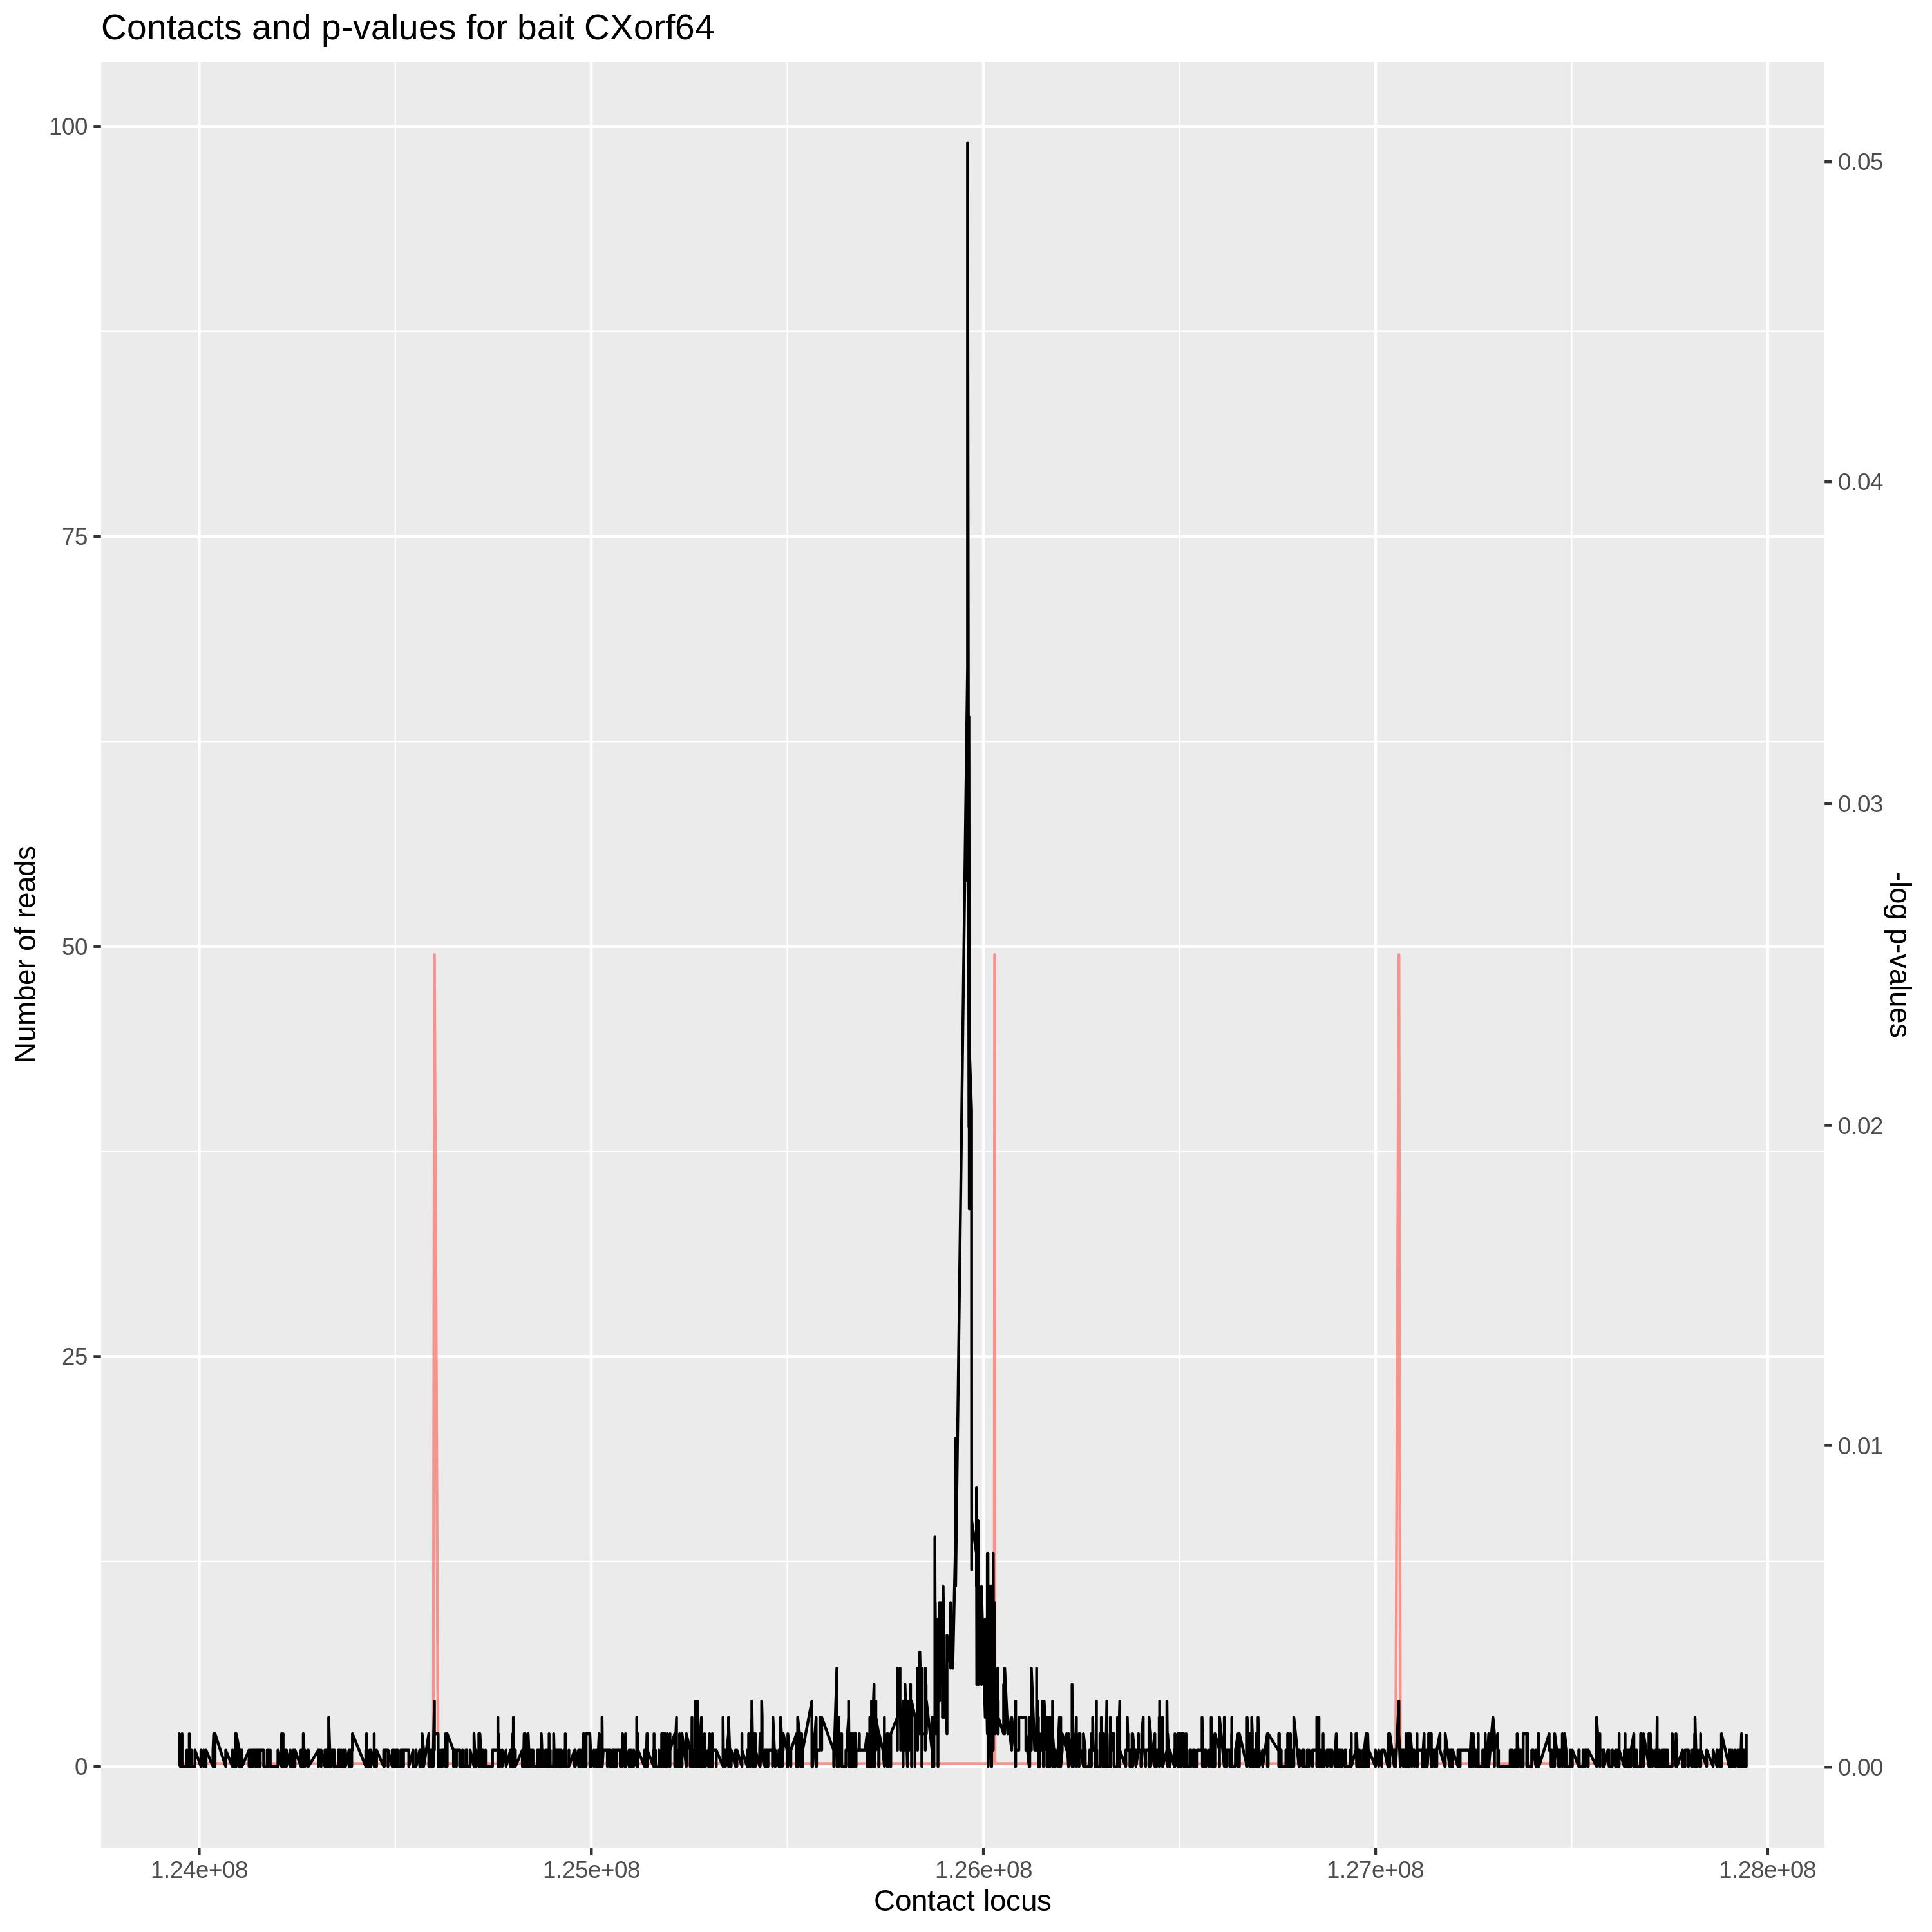 Contacts and p-values for bait CXorf64
100
75
50
25
0
Number of reads
0.05
0.04
0.03
0.02
0.01
0.00
-log p-values
1.24e+08 1.25e+08 1.26e+08 1.27e+08 1.28e+08
Contact locus